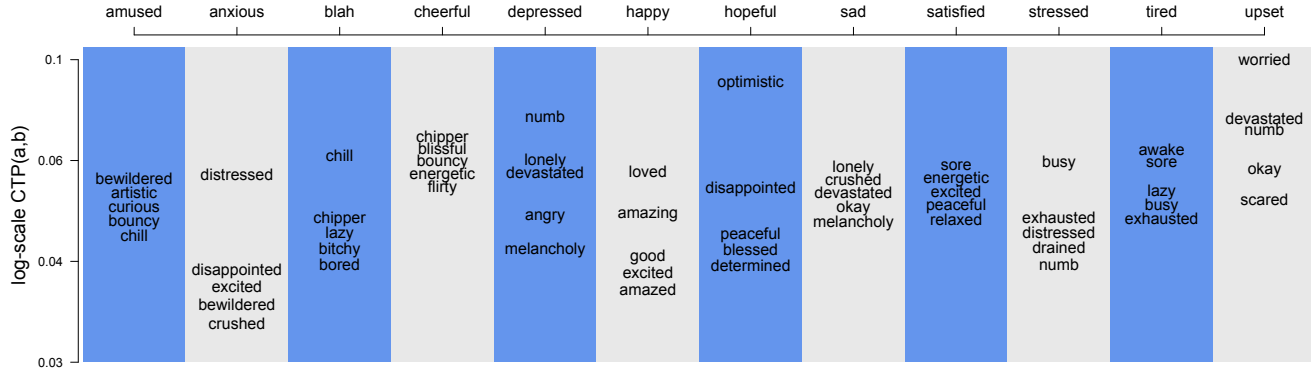 amused anxious blah cheerful depressed happy hopeful sad satisfied stressed tired upset
log-scale CTP(a,b)
0.1
0.06
0.04
0.03
bewildered
artistic
curious
bouncy
chill
distressed
disappointed
excited
bewildered
crushed
chill
chipper
lazy
bitchy
bored
chipper
blissful
bouncy
energetic
flirty
numb
lonely
devastated
angry
melancholy
loved
amazing
good
excited
amazed
optimistic
disappointed
peaceful
blessed
determined
lonely
crushed
devastated
okay
melancholy
sore
energetic
excited
peaceful
relaxed
busy
exhausted
distressed
drained
numb
awake
sore
lazy
busy
exhausted
worried
devastated
numb
okay
scared